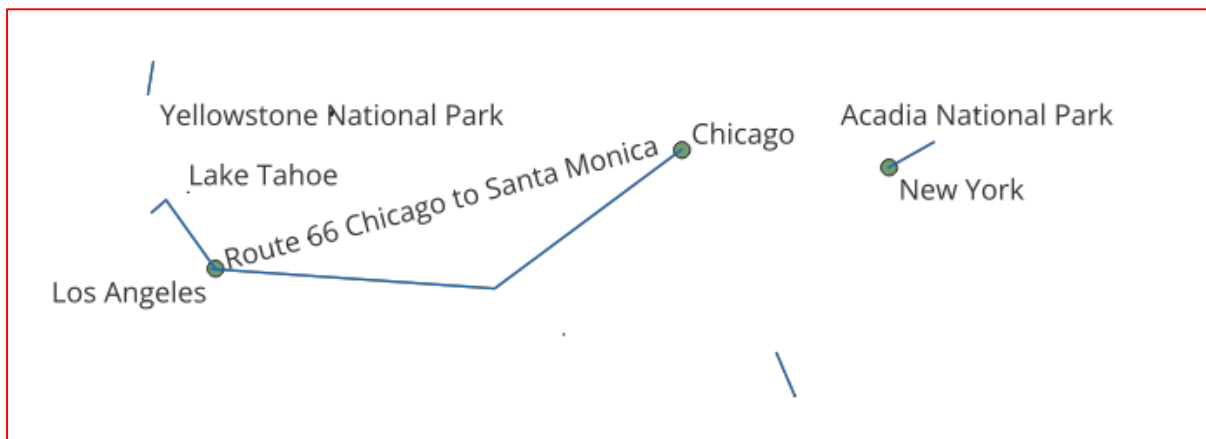 Yellowstone National Park
Acadia National Park
Chicago
Lake Tahoe
New York
Route 66 Chicago to Santa Monica
Los Angeles